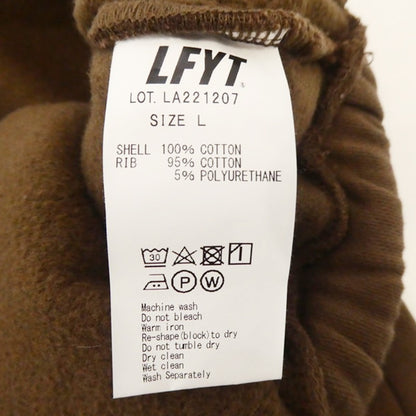 LFYT
LOT. LA221207
SIZE L
SHELL 100% COTTON
RIB 95% COTTON
5% POLYURETHANE
30
P W
Machine wash
Do not bleach
Warm iron
Re-shape(block)to dry
Do not tumble dry
Dry clean
Wet clean
Wash Separately